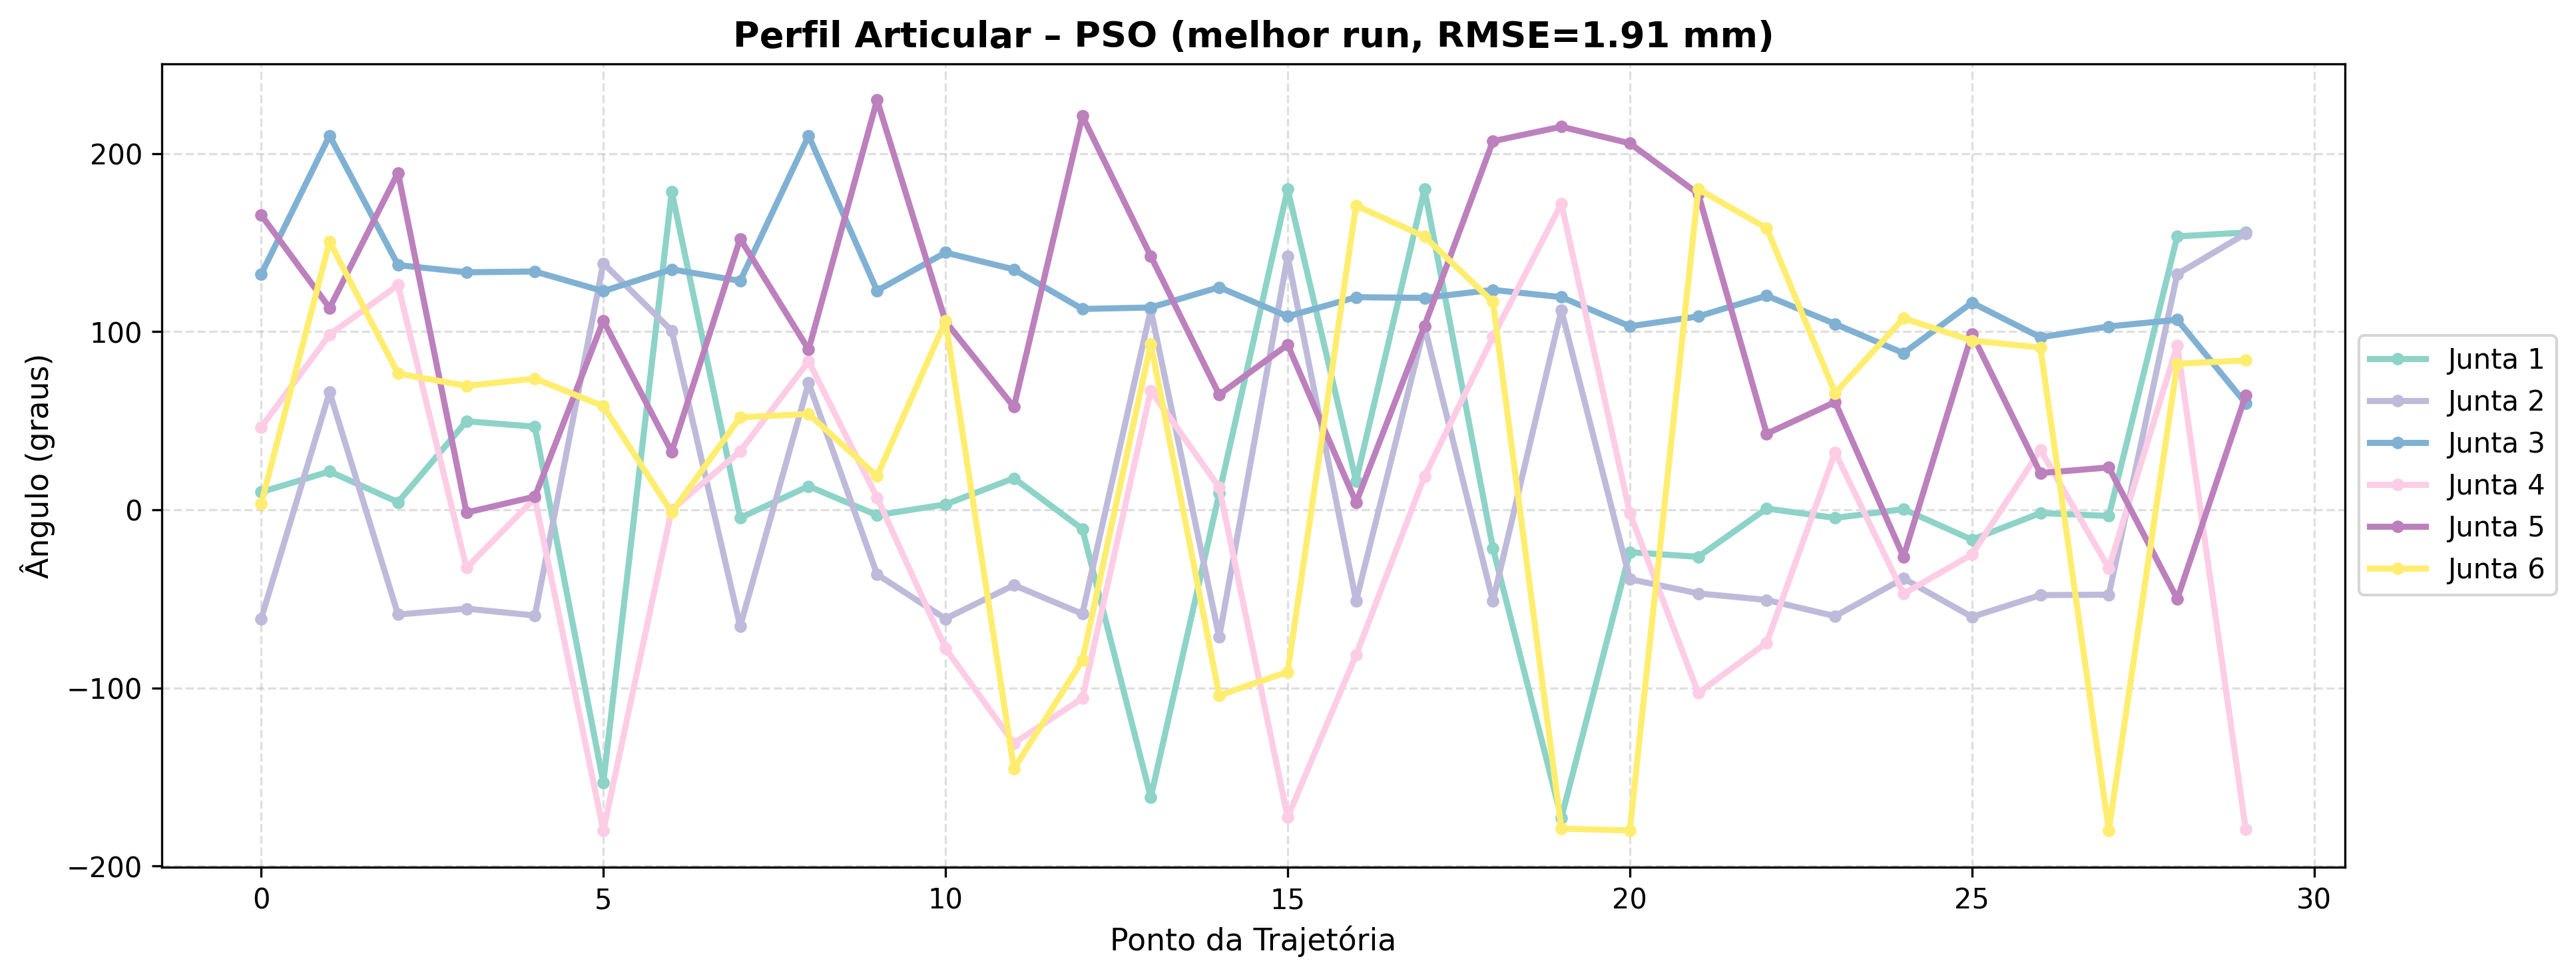 Perfil Articular – PSO (melhor run, RMSE=1.91 mm)
Ângulo (graus)
200
100
0
−100
−200
0 5 10 15 20 25 30
Ponto da Trajetória
Junta 1
Junta 2
Junta 3
Junta 4
Junta 5
Junta 6